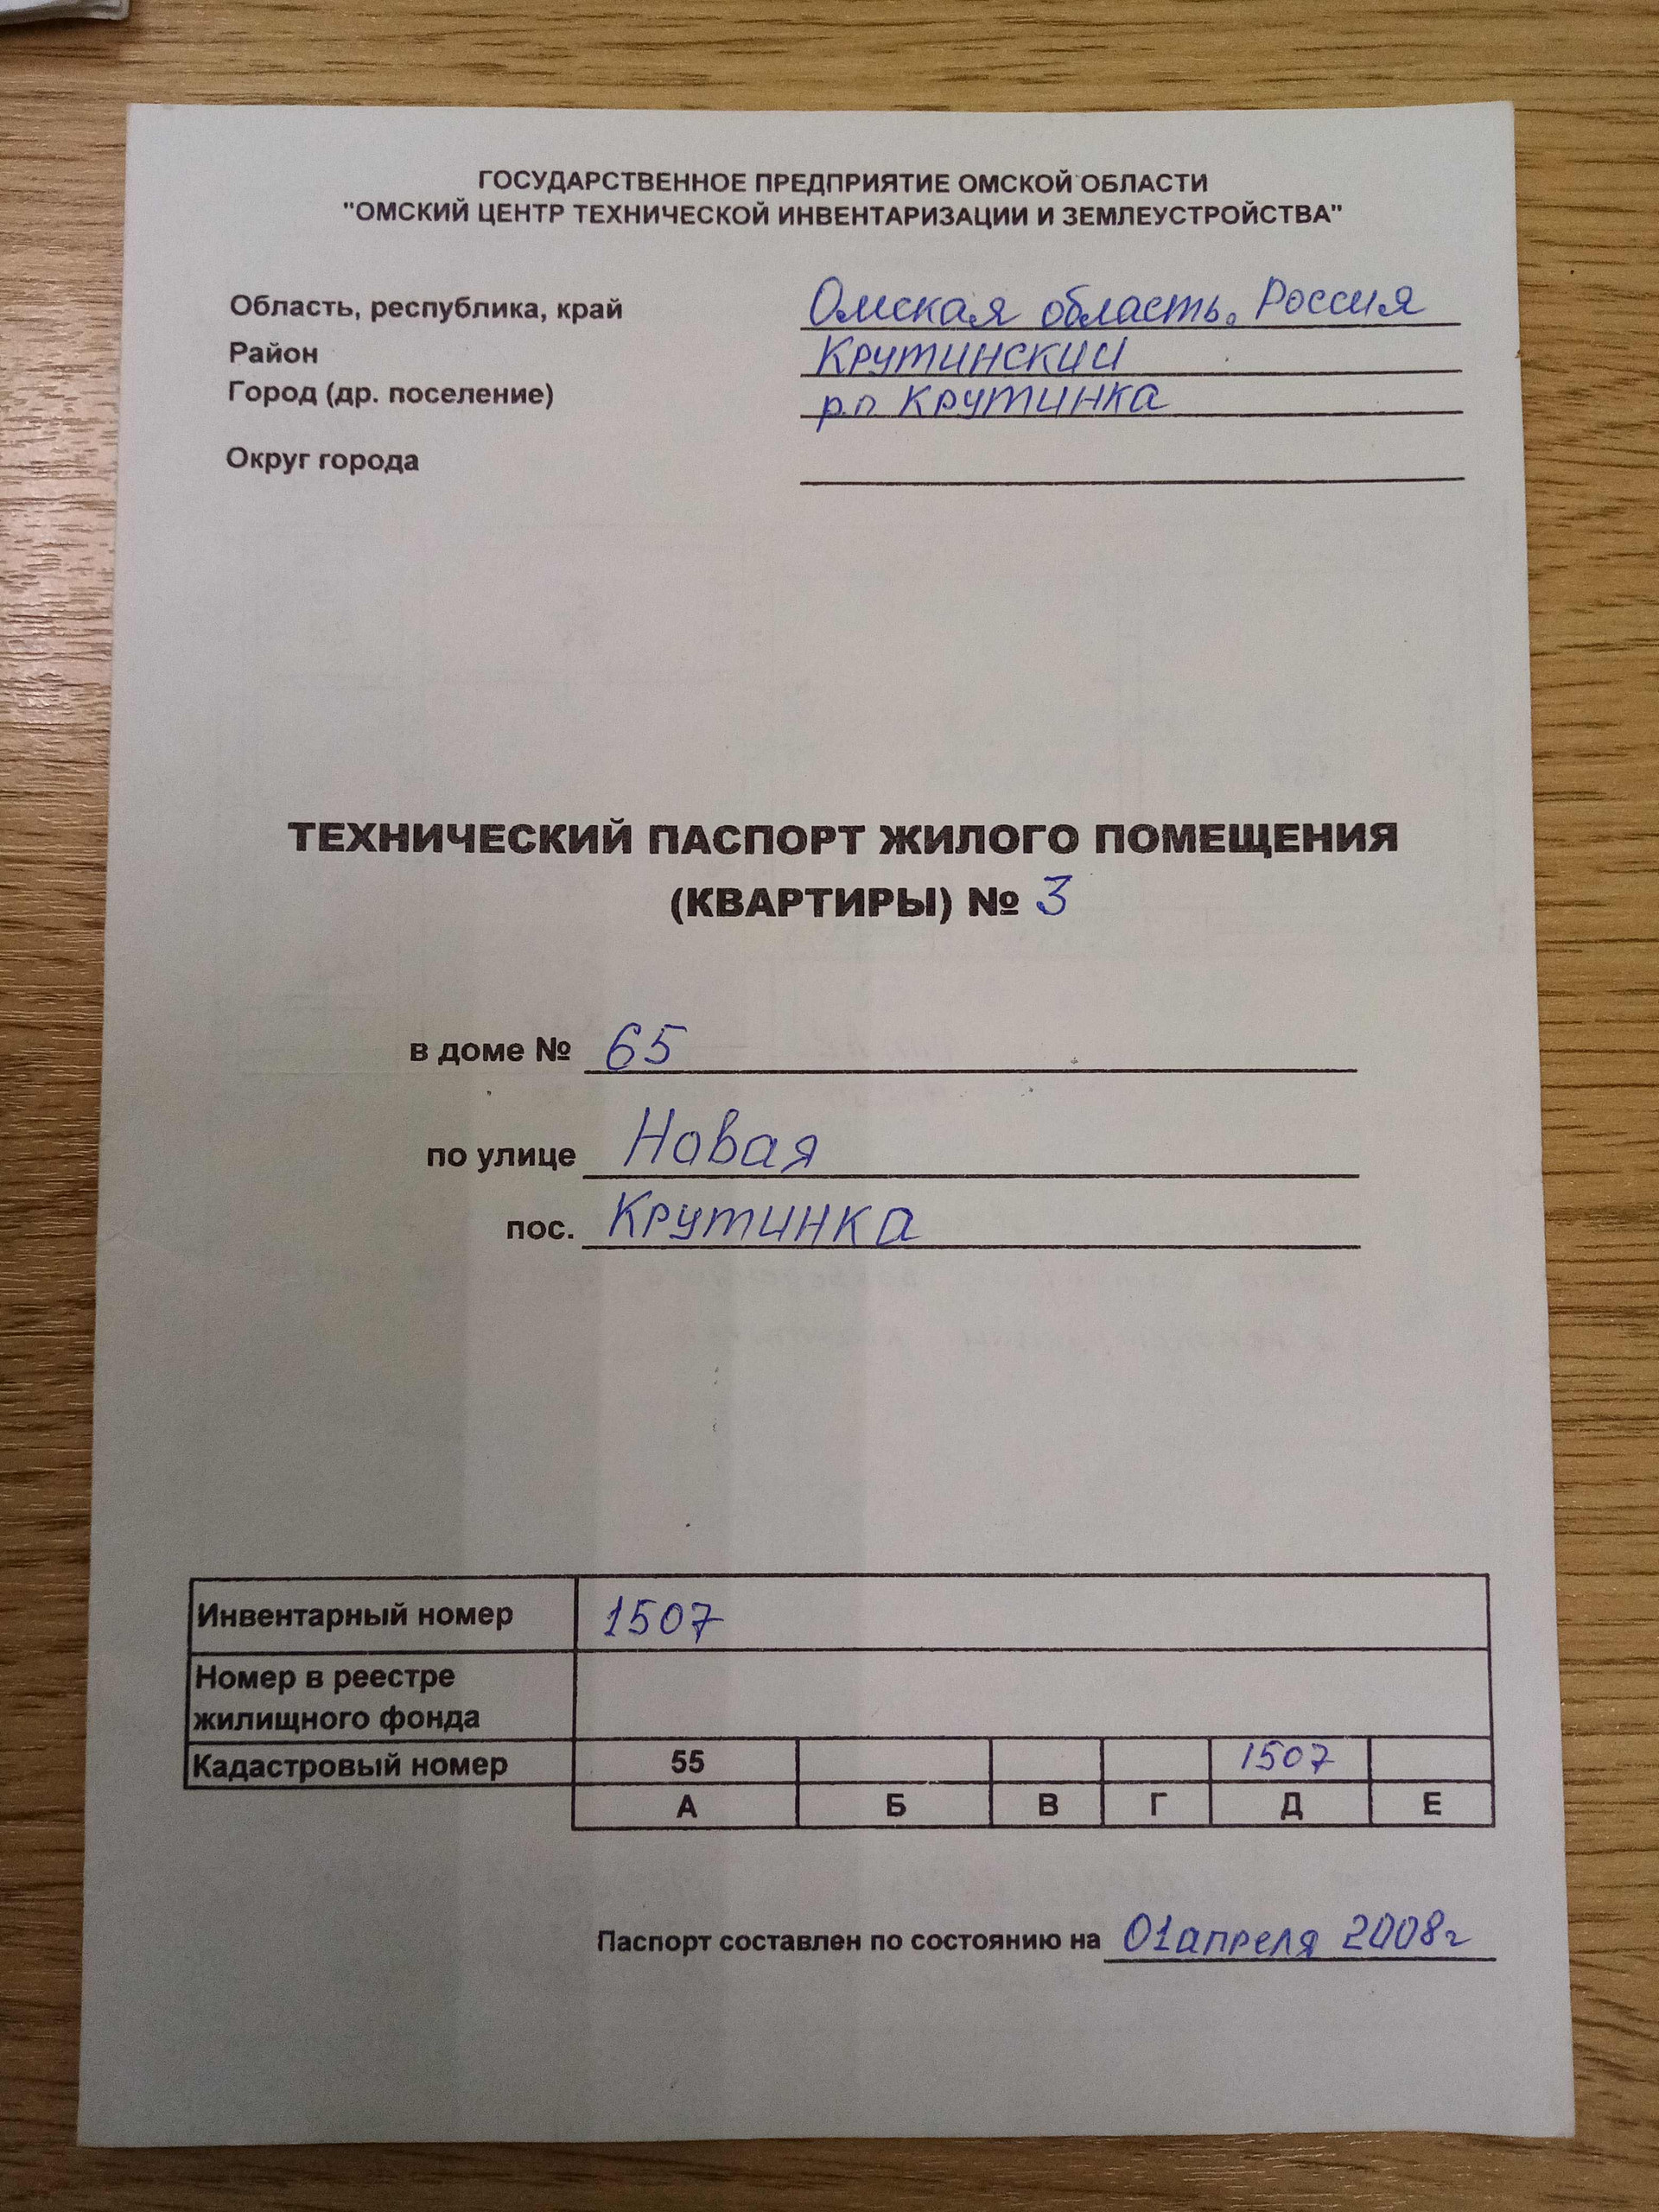 ГОСУДАРСТВЕННОЕ ПРЕДПРИЯТИЕ ОМСКОЙ ОБЛАСТИ
"ОМСКИЙ ЦЕНТР ТЕХНИЧЕСКОЙ ИНВЕНТАРИЗАЦИИ И ЗЕМЛЕУСТРОЙСТВА"
Область, республика, край Омская область. Россия
Район Крутинский
Город (др. поселение) р.п Крутинка
Округ города
ТЕХНИЧЕСКИЙ ПАСПОРТ ЖИЛОГО ПОМЕЩЕНИЯ
(КВАРТИРЫ) № 3
в доме № 65
по улице Новая
пос. Крутинка
Инвентарный номер 1507
Номер в реестре
жилищного фонда
Кадастровый номер 55 1507
А Б В Г Д Е
Паспорт составлен по состоянию на 01апреля 2008г